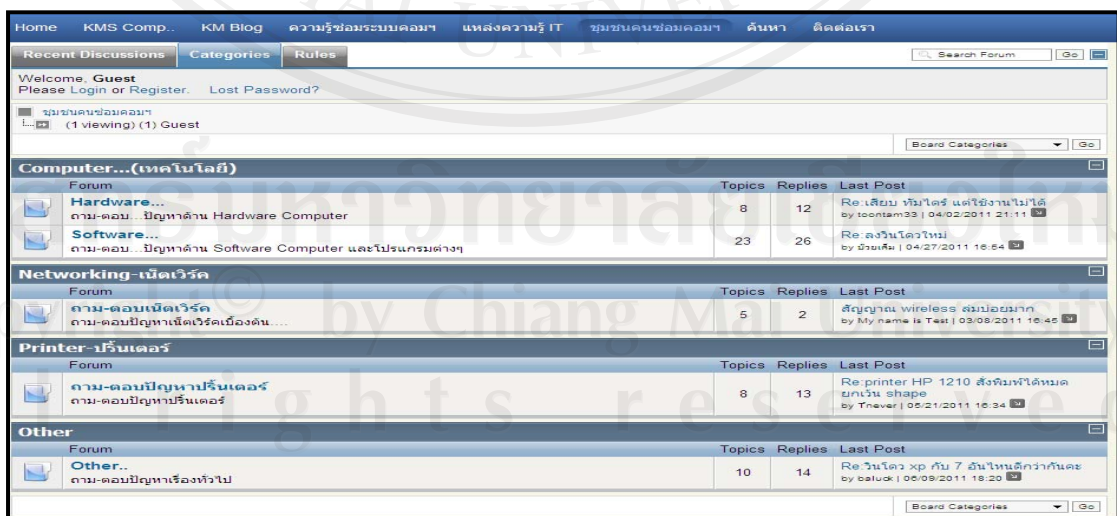 Home KMS Comp.. KM Blog ความรู้ซ่อมระบบคอมฯ แหล่งความรู้ IT ชุมชนคนซ่อมคอมฯ ค้นหา ติดต่อเรา
Recent Discussions Categories Rules Search Forum Go
Welcome, Guest
Please Login or Register. Lost Password?
ชุมชนคนซ่อมคอมฯ
(1 viewing) (1) Guest
Board Categories Go
Computer...(เทคโนโลยี)
Forum Topics Replies Last Post
Hardware... 8 12 Re:เสียบ ทัมไดร์ แต่ใช้งานไม่ได้
ถาม-ตอบ...ปัญหาด้าน Hardware Computer by toontam33 | 04/02/2011 21:11
Software... 23 26 Re:ลงวินโดวใหม่
ถาม-ตอบ...ปัญหาด้าน Software Computer และโปรแกรมต่างๆ by | 04/27/2011 16:54
Networking-เน็ตเวิร์ค
Forum Topics Replies Last Post
ถาม-ตอบเน็ตเวิร์ค 5 2 สัญญาณ wireless ล่มบ่อยมาก
ถาม-ตอบปัญหาเน็ตเวิร์คเบื้องต้น.... by My name is Test | 03/08/2011 16:45
Printer-ปริ้นเตอร์
Forum Topics Replies Last Post
ถาม-ตอบปัญหาปริ้นเตอร์ 8 13 Re:printer HP 1210 สั่งพิมพ์ได้หมด
ถาม-ตอบปัญหาปริ้นเตอร์ ยกเว้น shape
by Tnever | 05/21/2011 16:34
Other
Forum Topics Replies Last Post
Other.. 10 14 Re:วินโดว xp กับ 7 อันไหนดีกว่ากันคะ
ถาม-ตอบปัญหาเรื่องทั่วไป by baluck | 06/09/2011 18:20
Board Categories Go
by Chiang Mai University
rights reserved